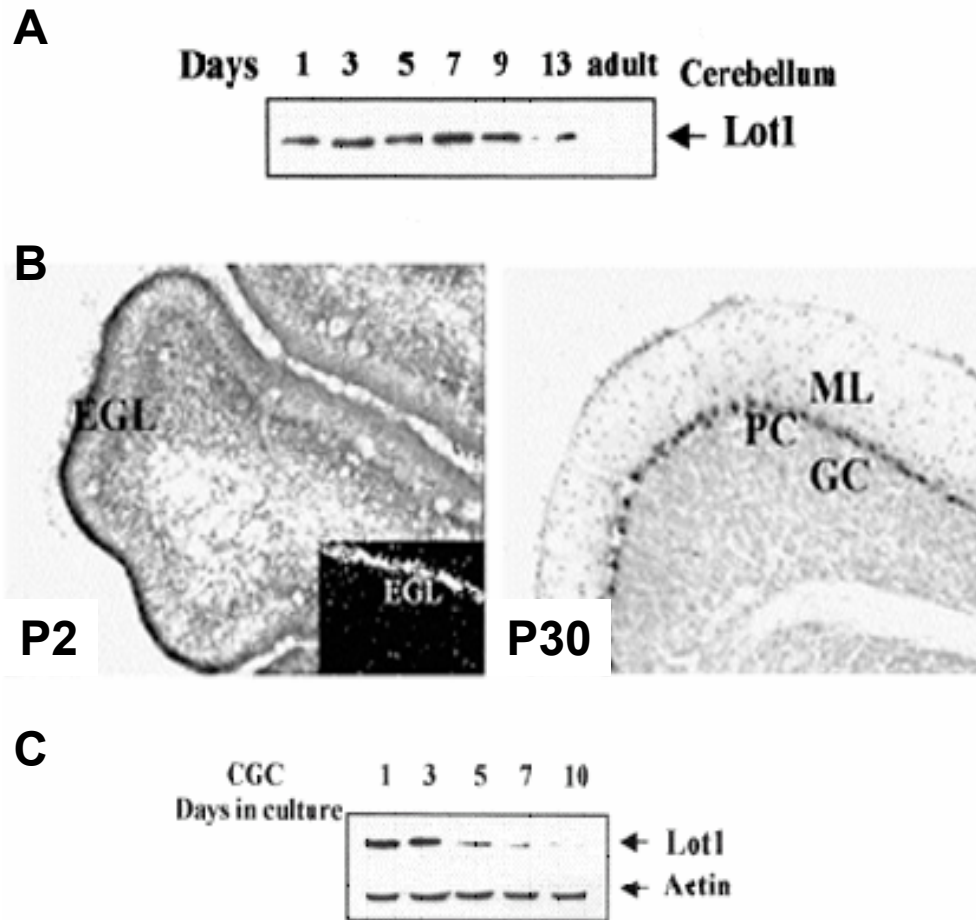 A
Days 1 3 5 7 9 13 adult Cerebellum
Lot1
B
EGL
EGL
P2
ML
PC
GC
P30
C
CGC 1 3 5 7 10
Days in culture
Lot1
Actin